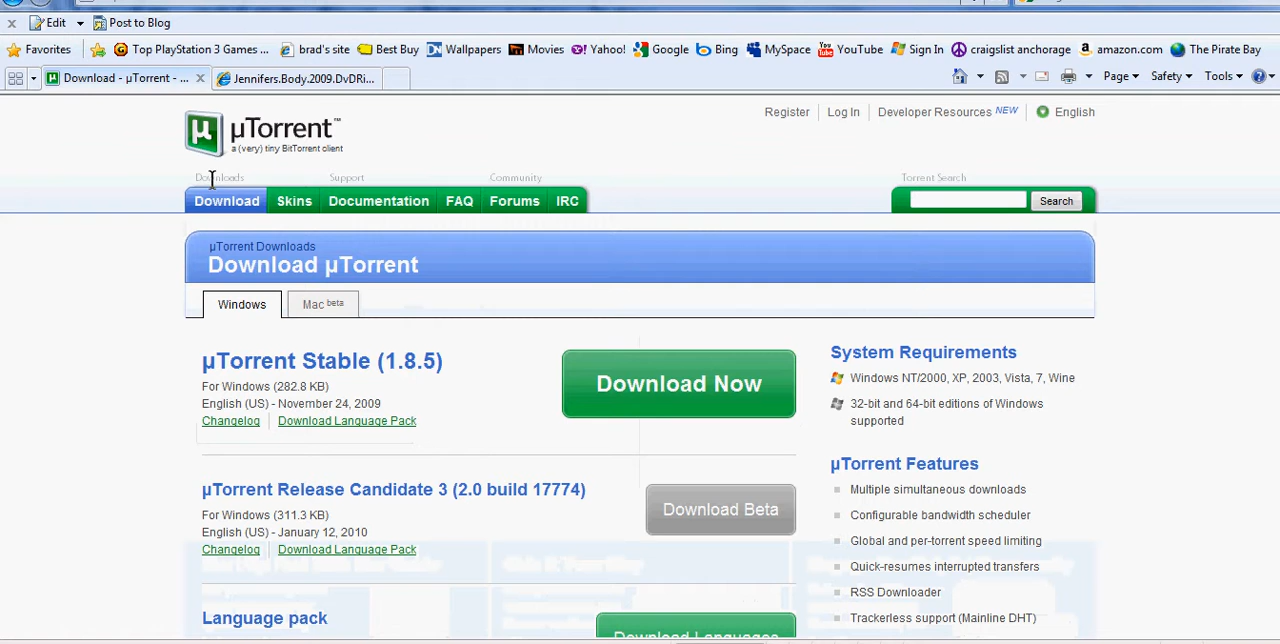 Edit Post to Blog
Favorites Top PlayStation 3 Games ... brad's site Best Buy Wallpapers Movies Yahoo! Google Bing MySpace YouTube Sign In craigslist anchorage amazon.com The Pirate Bay
Download - µTorrent - ... Jennifers.Body.2009.DvDRi... Page Safety Tools
Register Log In Developer Resources NEW English
µTorrent™
a (very) tiny BitTorrent client
Downloads Support Community Torrent Search
Download Skins Documentation FAQ Forums IRC Search
µTorrent Downloads
Download µTorrent
Windows Mac beta
µTorrent Stable (1.8.5)
For Windows (282.8 KB)
English (US) - November 24, 2009
Changelog Download Language Pack
Download Now
System Requirements
Windows NT/2000, XP, 2003, Vista, 7, Wine
32-bit and 64-bit editions of Windows
supported
µTorrent Release Candidate 3 (2.0 build 17774)
For Windows (311.3 KB)
English (US) - January 12, 2010
Changelog Download Language Pack
Download Beta
µTorrent Features
Multiple simultaneous downloads
Configurable bandwidth scheduler
Global and per-torrent speed limiting
Quick-resumes interrupted transfers
RSS Downloader
Trackerless support (Mainline DHT)
Language pack
Download Languages